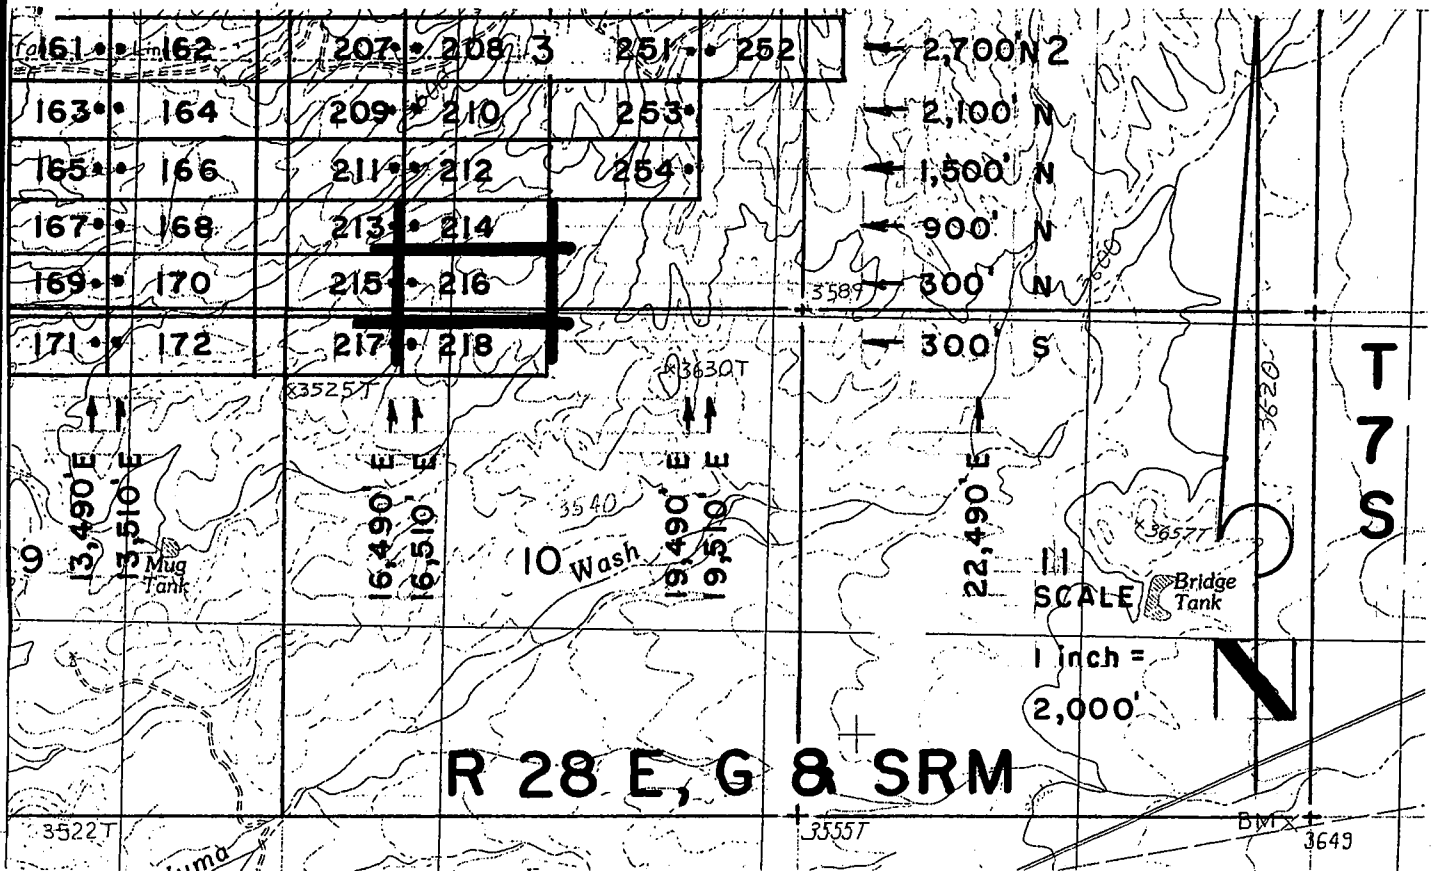 161 162 207 208 3 251 252 2,700' N 2
163 164 209 210 253 2,100' N
600
165 166 211 212 254 1,500' N
167 168 213 214 900' N
3600
169 170 215 216 3589 300' N
171 172 217 218 300' S
T
7
S
3525T
3630T
3620
13,490' E
13,510' E
16,490' E
16,510' E
19,490' E
19,510' E
22,490' E
3540
3657T
9
Mug
Tank
10
Wash
11
SCALE
Bridge
Tank
1 inch =
2,000'
N
R 28 E, G & SRM
3522T
3555T
BM X
3649
uma